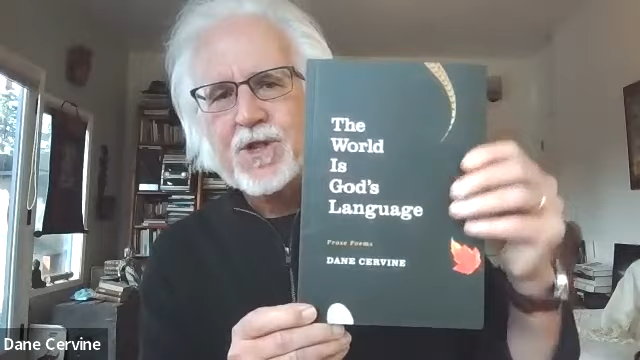 The
World
Is
God's
Language
Prose Poems
DANE CERVINE
Dane Cervine